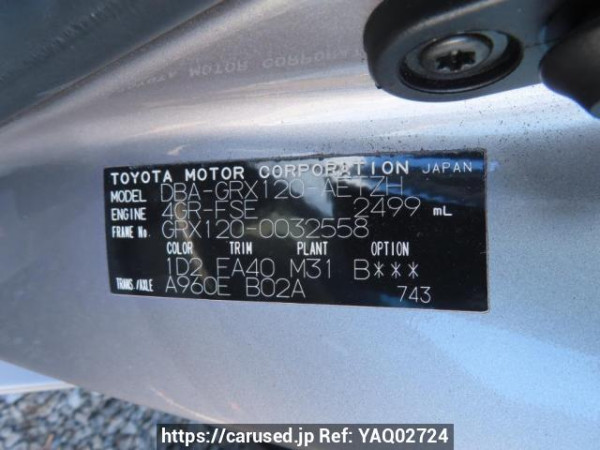 TOYOTA MOTOR CORPORATION JAPAN
MODEL DBA-GRX120-AETZH
ENGINE 4GR-FSE 2499 mL
FRAME No. GRX120-0032558
COLOR TRIM PLANT OPTION
1D2 EA40 M31 B***
TRANS./AXLE A960E B02A 743
https://carused.jp Ref: YAQ02724